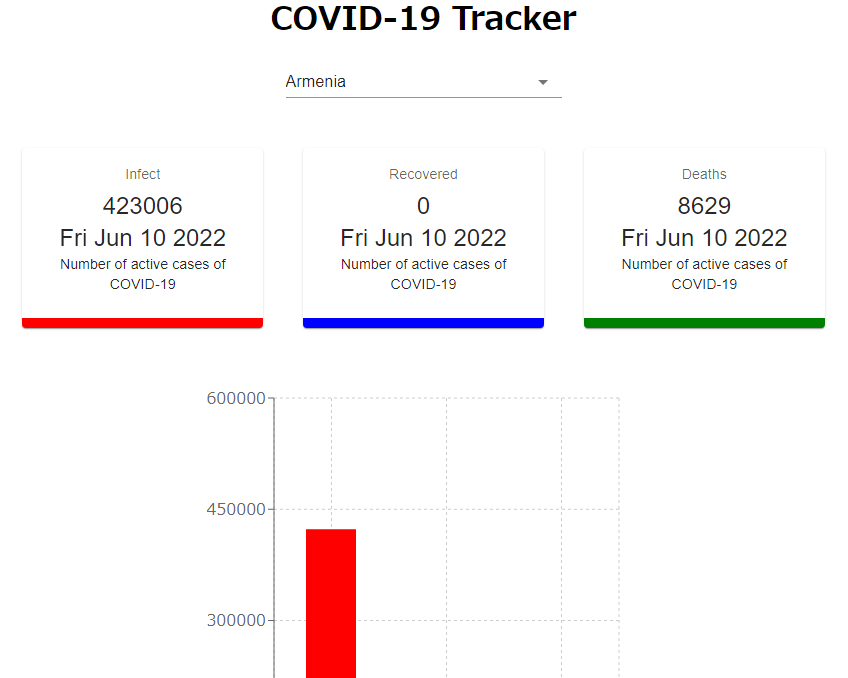 COVID-19 Tracker
Armenia
Infect
423006
Fri Jun 10 2022
Number of active cases of
COVID-19
Recovered
0
Fri Jun 10 2022
Number of active cases of
COVID-19
Deaths
8629
Fri Jun 10 2022
Number of active cases of
COVID-19
600000
450000
300000